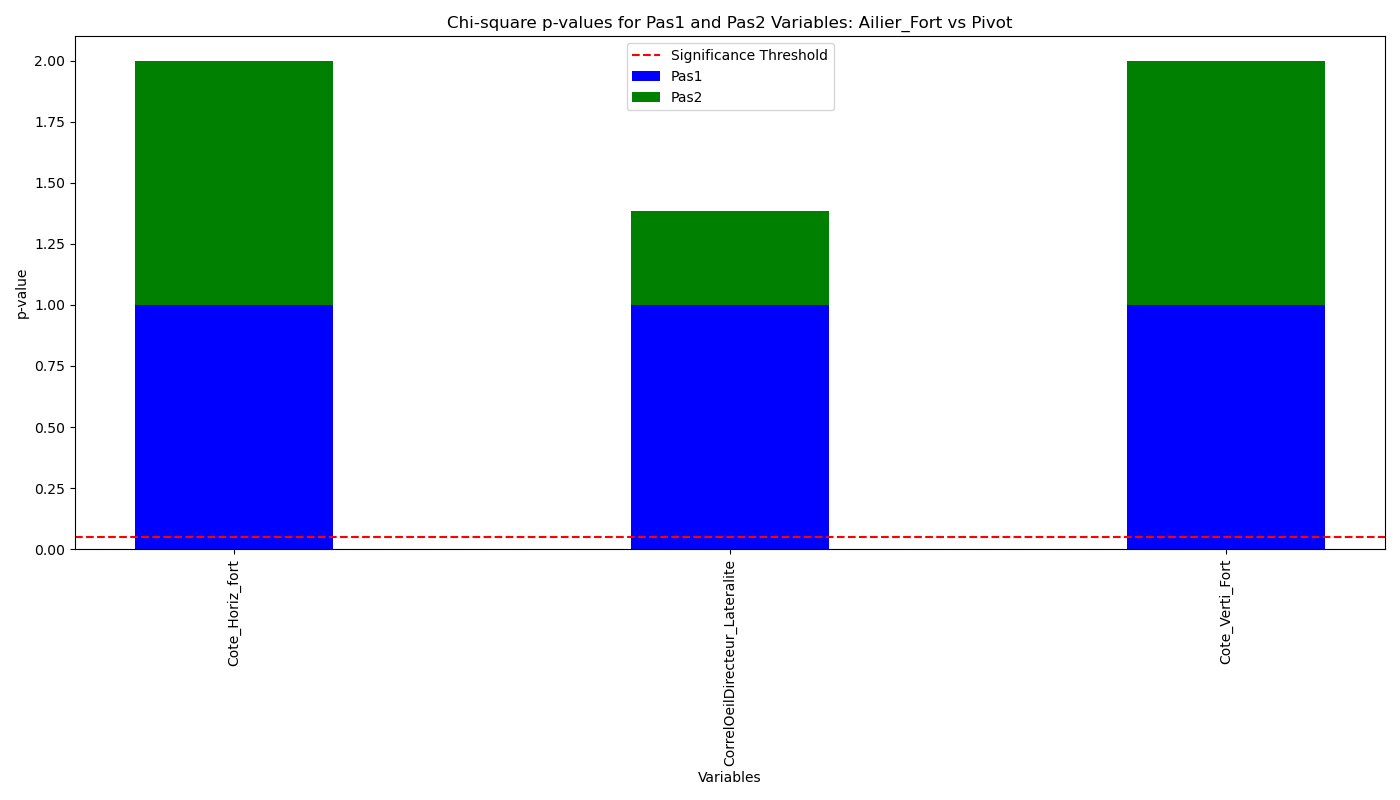 Chi-square p-values for Pas1 and Pas2 Variables: Ailier_Fort vs Pivot
Significance Threshold
Pas1
Pas2
2.00
1.75
1.50
1.25
1.00
0.75
0.50
0.25
0.00
p-value
Cote_Horiz_fort
CorrelOeilDirecteur_Lateralite
Cote_Verti_Fort
Variables